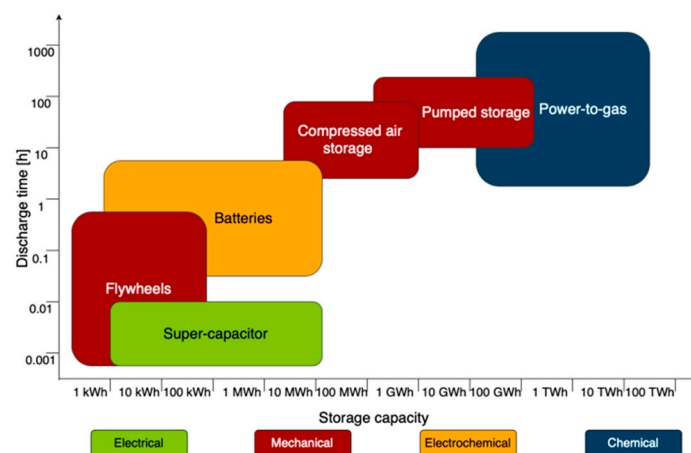 1000
100
10
1
0.1
0.01
0.001
Discharge time [h]
Pumped storage
Power-to-gas
Compressed air
storage
Batteries
Flywheels
Super-capacitor
1 kWh 10 kWh 100 kWh 1 MWh 10 MWh 100 MWh 1 GWh 10 GWh 100 GWh 1 TWh 10 TWh 100 TWh
Storage capacity
Electrical Mechanical Electrochemical Chemical